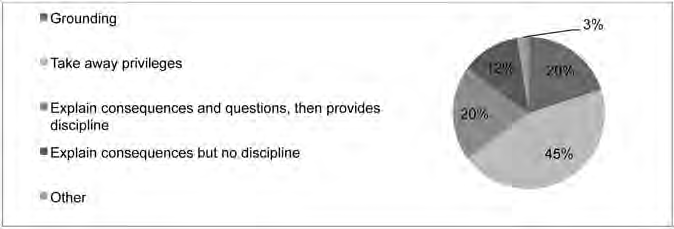 Grounding
Take away privileges
Explain consequences and questions, then provides
discipline
Explain consequences but no discipline
Other
3%
12%
20%
20%
45%